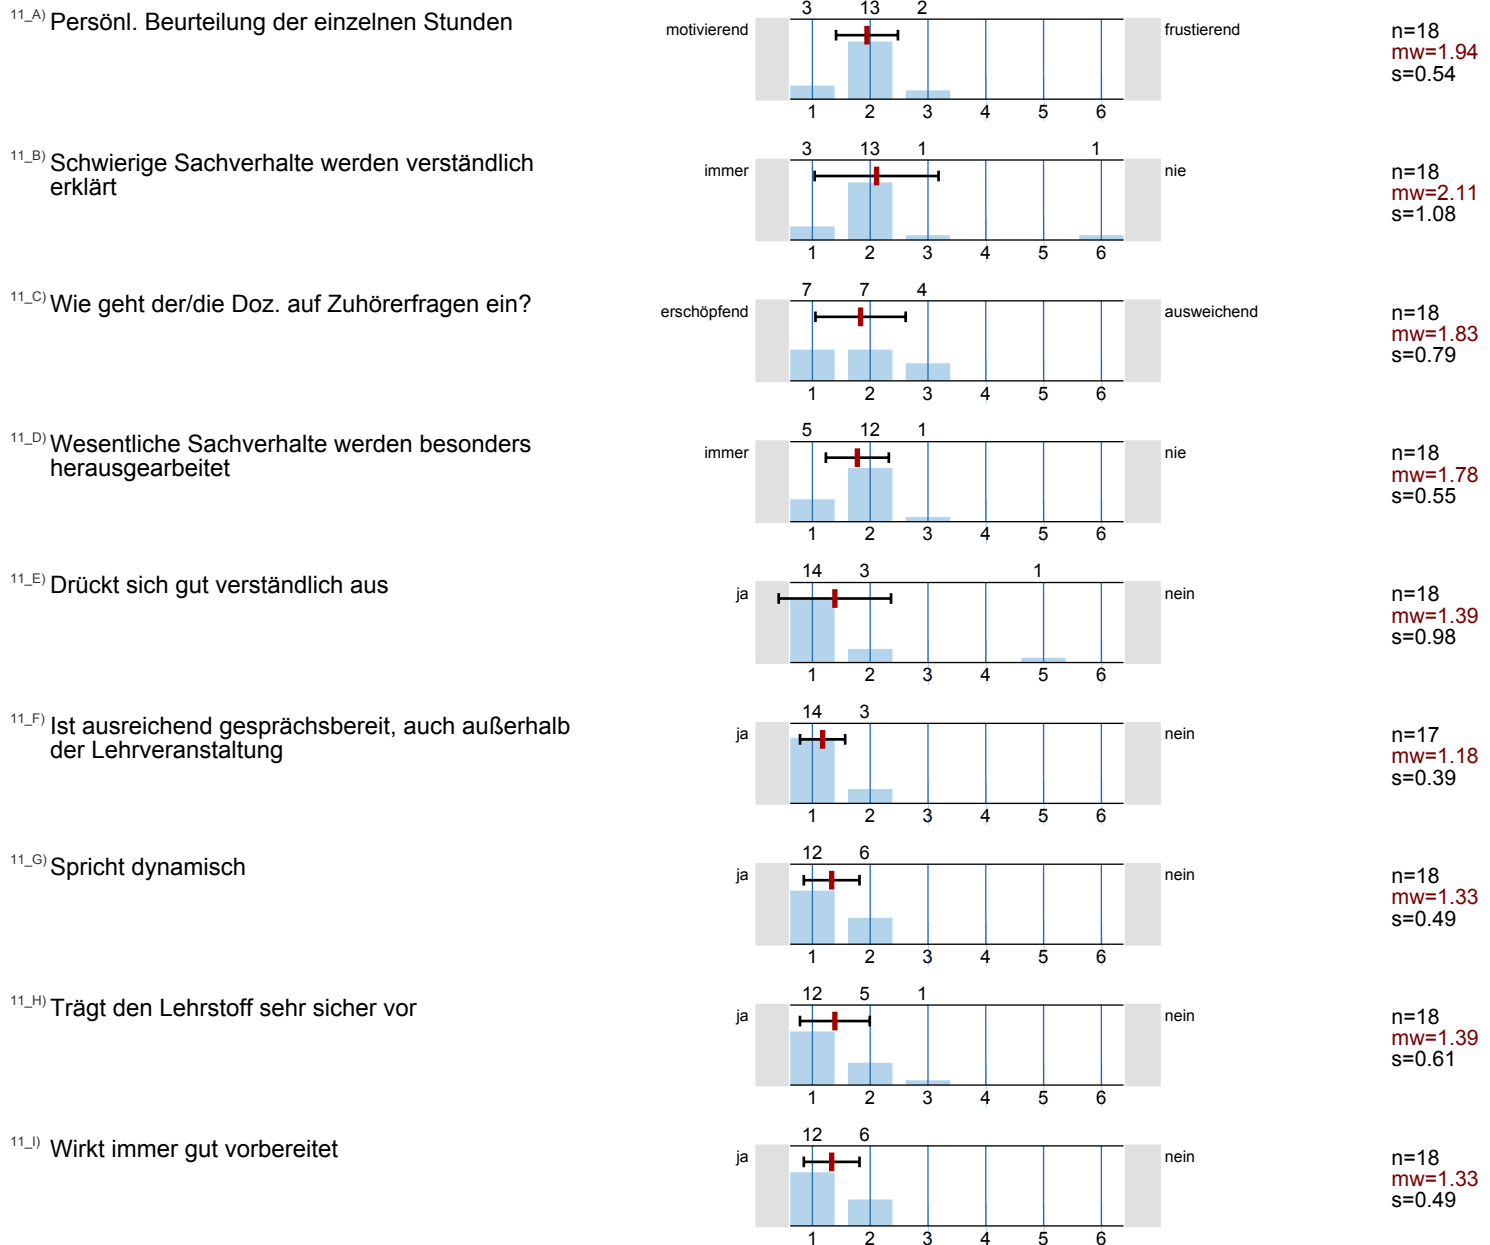 11_A) Persönl. Beurteilung der einzelnen Stunden
3 13 2
motivierend frustierend
1 2 3 4 5 6
n=18
mw=1.94
s=0.54
11_B) Schwierige Sachverhalte werden verständlich
erklärt
3 13 1 1
immer nie
1 2 3 4 5 6
n=18
mw=2.11
s=1.08
11_C) Wie geht der/die Doz. auf Zuhörerfragen ein?
7 7 4
erschöpfend ausweichend
1 2 3 4 5 6
n=18
mw=1.83
s=0.79
11_D) Wesentliche Sachverhalte werden besonders
herausgearbeitet
5 12 1
immer nie
1 2 3 4 5 6
n=18
mw=1.78
s=0.55
11_E) Drückt sich gut verständlich aus
14 3 1
ja nein
1 2 3 4 5 6
n=18
mw=1.39
s=0.98
11_F) Ist ausreichend gesprächsbereit, auch außerhalb
der Lehrveranstaltung
14 3
ja nein
1 2 3 4 5 6
n=17
mw=1.18
s=0.39
11_G) Spricht dynamisch
12 6
ja nein
1 2 3 4 5 6
n=18
mw=1.33
s=0.49
11_H) Trägt den Lehrstoff sehr sicher vor
12 5 1
ja nein
1 2 3 4 5 6
n=18
mw=1.39
s=0.61
11_I) Wirkt immer gut vorbereitet
12 6
ja nein
1 2 3 4 5 6
n=18
mw=1.33
s=0.49